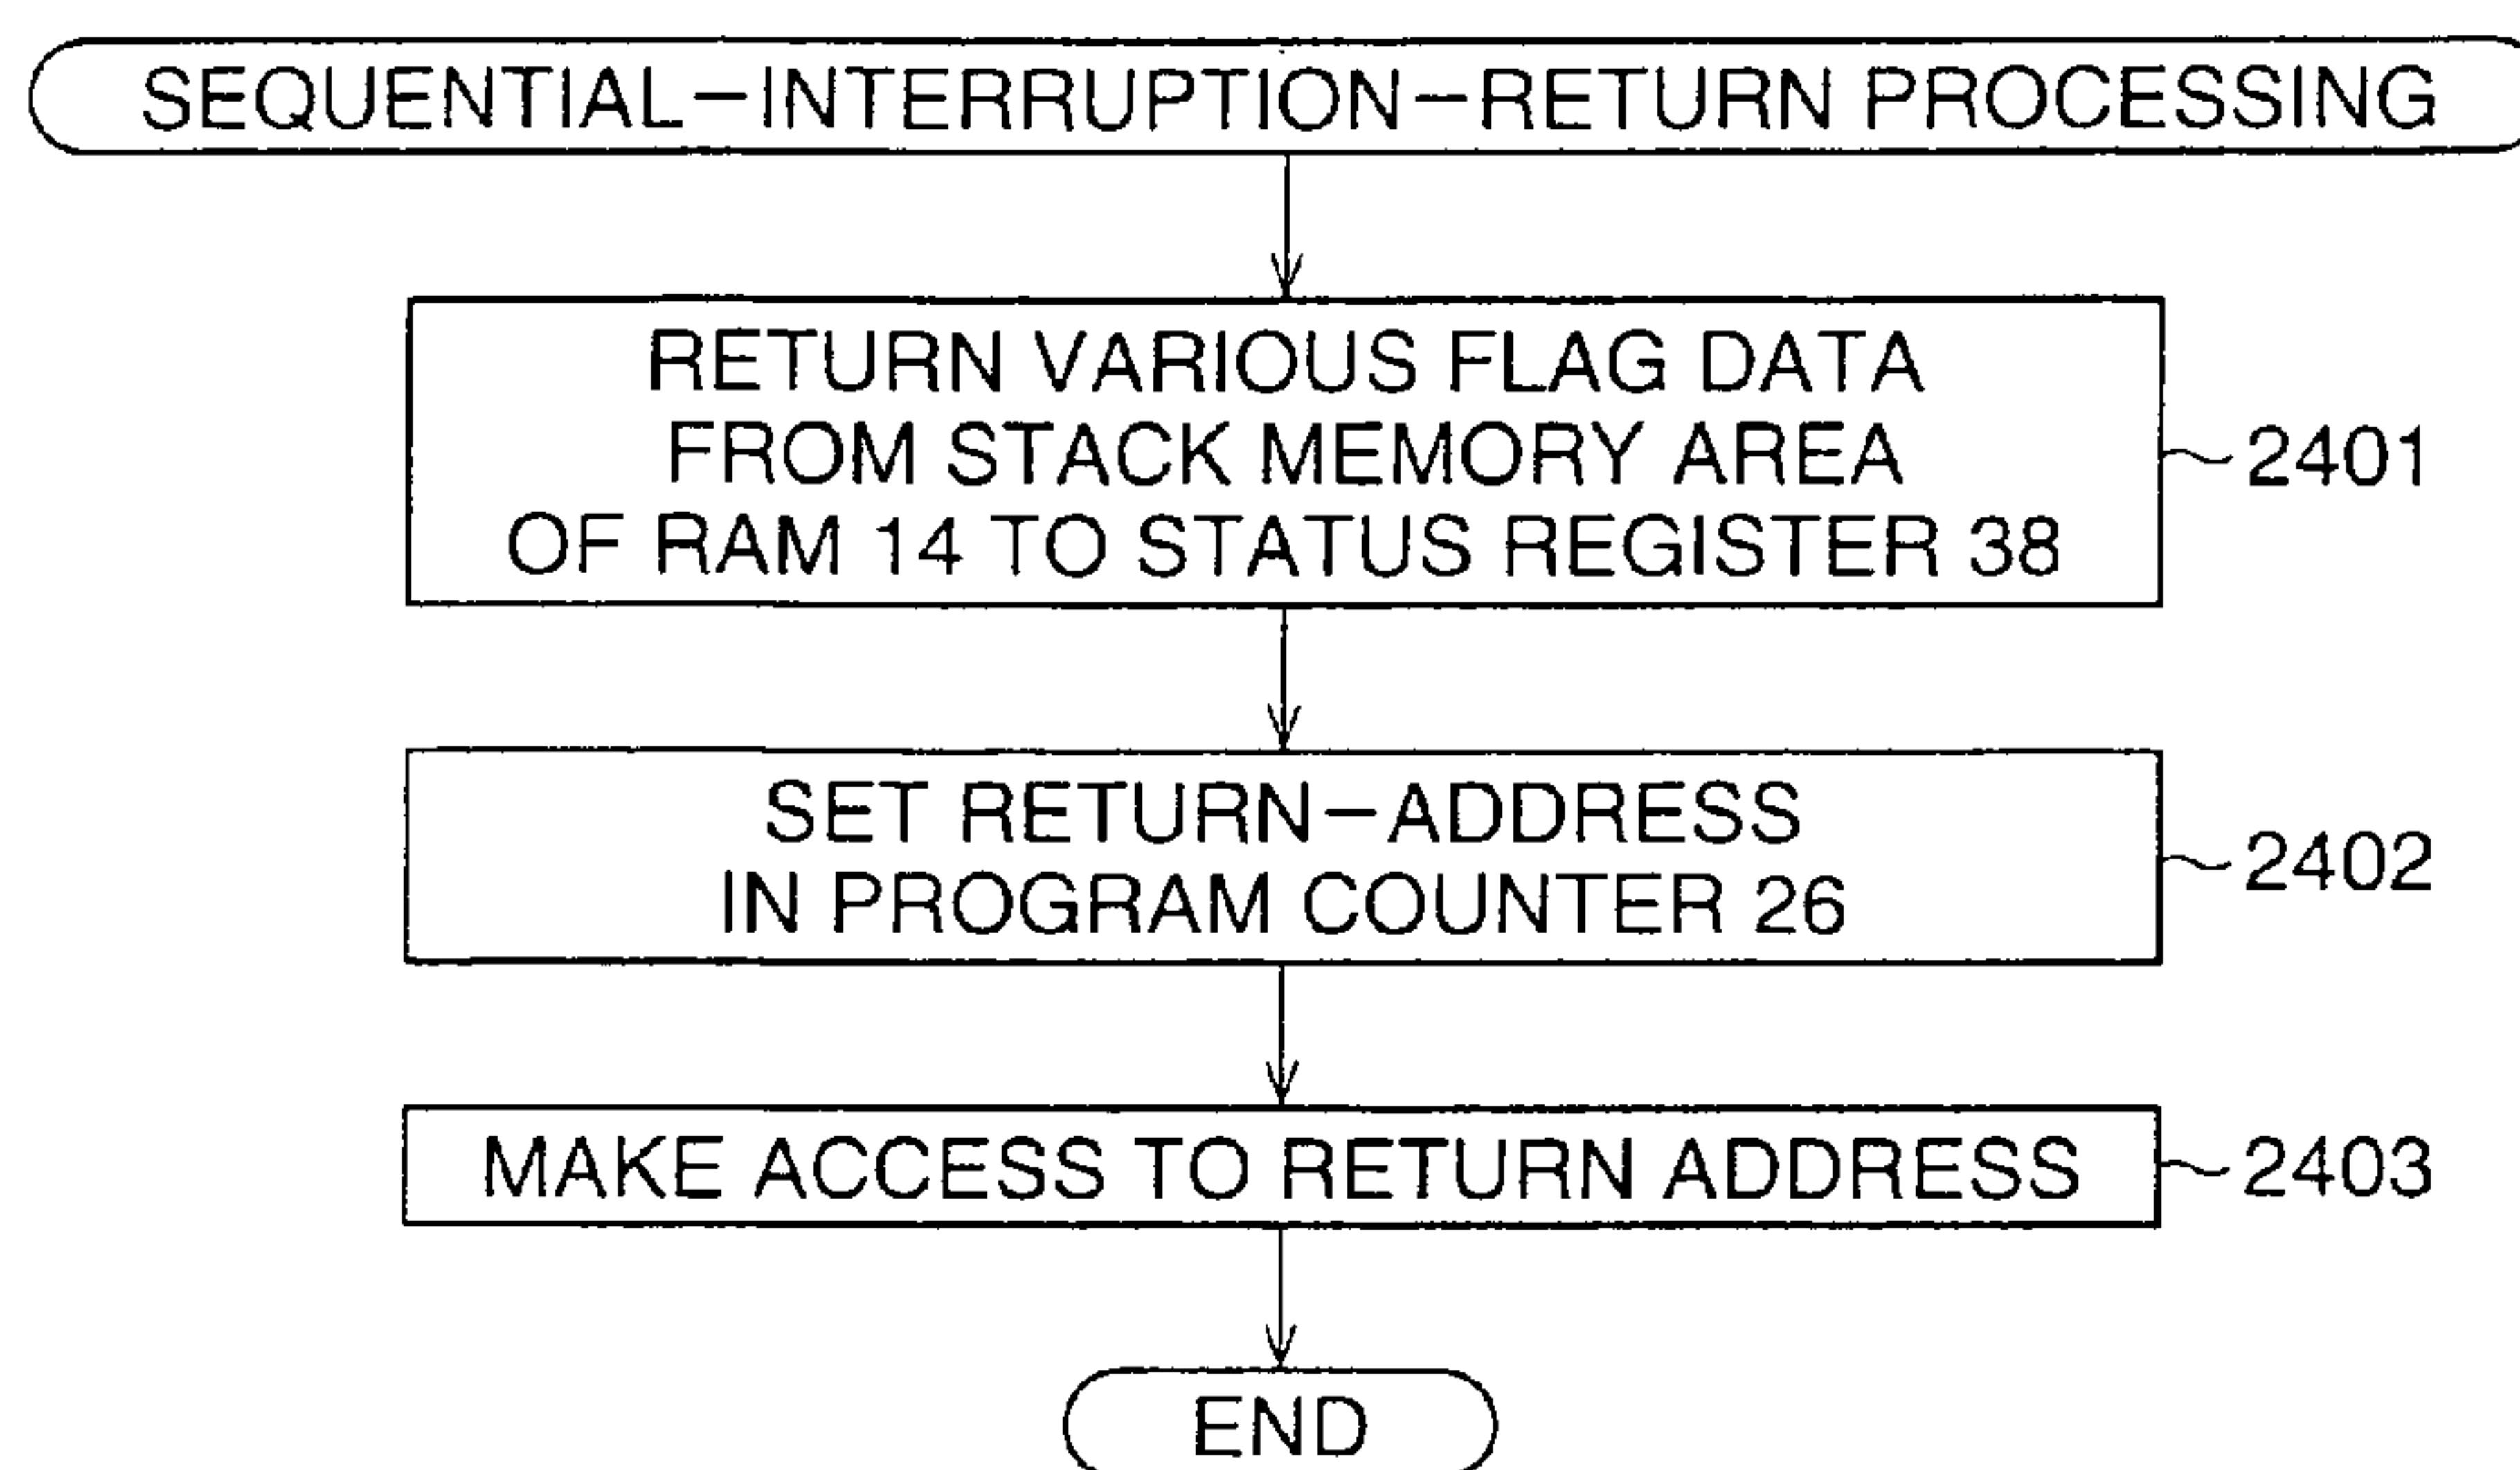 SEQUENTIAL-INTERRUPTION-RETURN PROCESSING
RETURN VARIOUS FLAG DATA
FROM STACK MEMORY AREA
OF RAM 14 TO STATUS REGISTER 38
2401
SET RETURN-ADDRESS
IN PROGRAM COUNTER 26
2402
MAKE ACCESS TO RETURN ADDRESS
2403
END